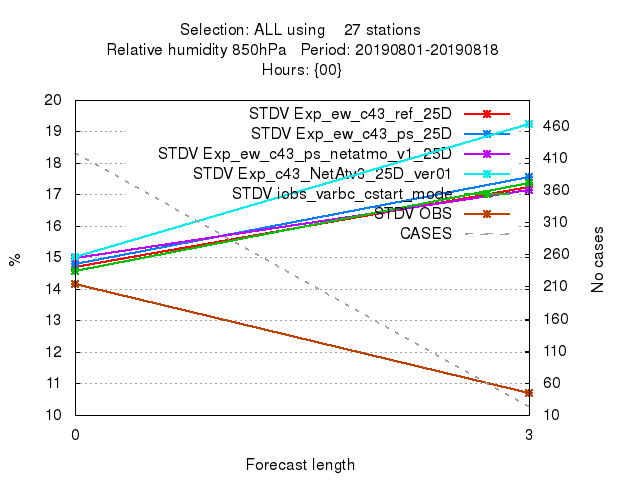 Selection: ALL using 27 stations
Relative humidity 850hPa Period: 20190801-20190818
Hours: {00}
STDV Exp_ew_c43_ref_25D
STDV Exp_ew_c43_ps_25D
STDV Exp_ew_c43_ps_netatmo_v1_25D
STDV Exp_c43_NetAtv3_25D_ver01
STDV iobs_varbc_cstart_mode
STDV OBS
CASES
%
20
19
18
17
16
15
14
13
12
11
10
460
410
360
310
260
210
160
110
60
10
No cases
0
3
Forecast length